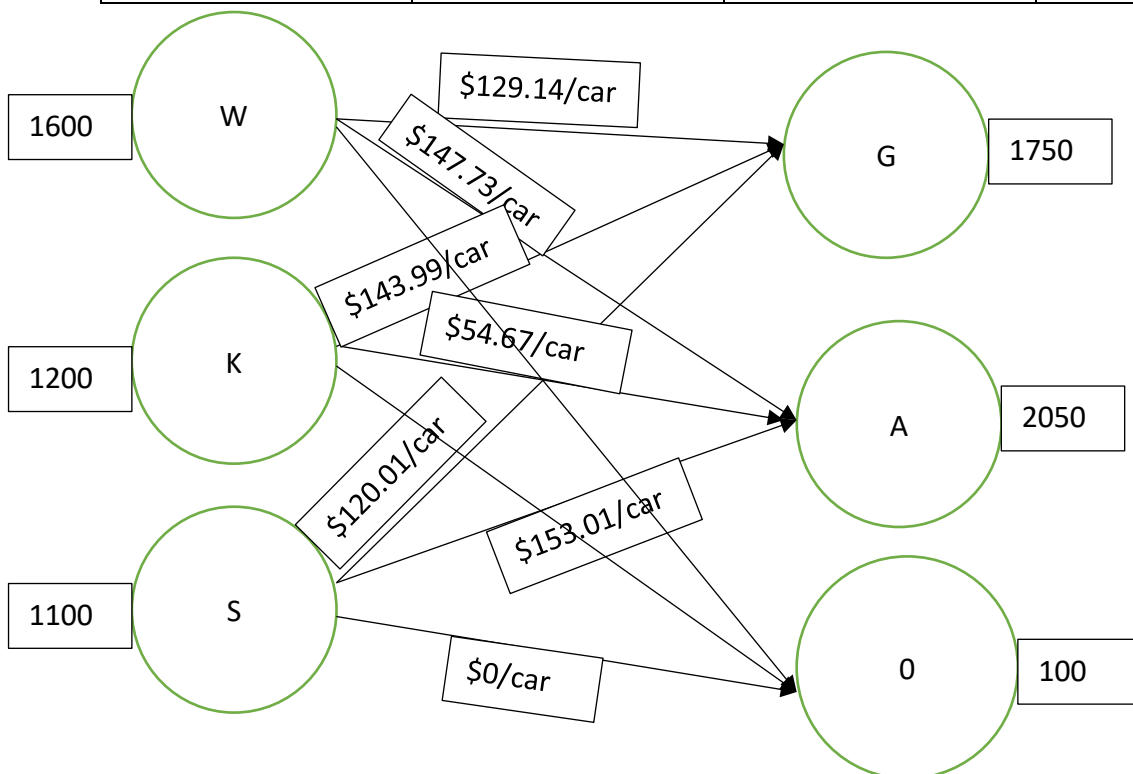 $129.14/car
W
1600
$147.73/car
G
1750
$143.99/car
$54.67/car
K
1200
A
2050
$120.01/car
$153.01/car
S
1100
$0/car
0
100